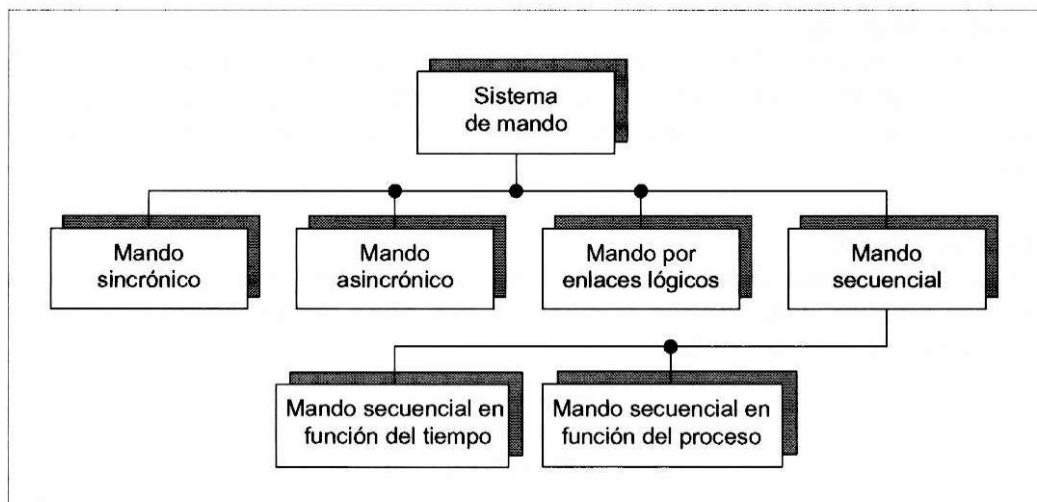 Sistema
de mando
Mando
sincrónico
Mando
asincrónico
Mando por
enlaces lógicos
Mando
secuencial
Mando secuencial en
función del tiempo
Mando secuencial en
función del proceso